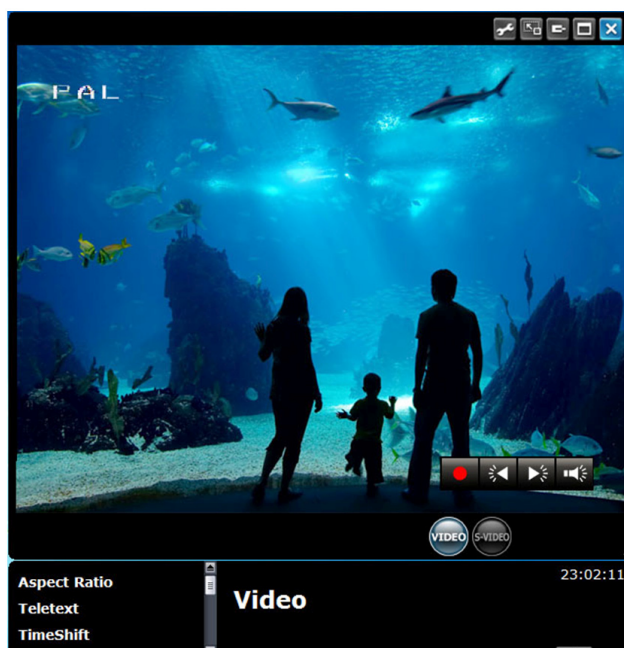 PAL
VIDEO S-VIDEO
23:02:11
Aspect Ratio
Video
Teletext
TimeShift